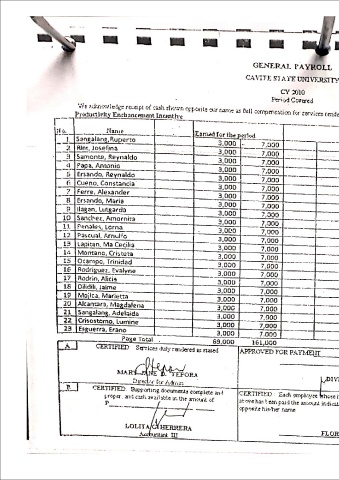 GENERAL PAYROLL
CAVITE STATE UNIVERSITY
CY 2010
Period Covered
We acknowledge receipt of cash shown opposite our name as full compensation for services rende
Productivity Enchancement Incentive
No. Name Earned for the period
1 Sangalang, Ruperto 3,000 7,000
2 Rint, Josefina 3,000 7,000
3 Samonte, Reynaldo 3,000 7,000
4 Papa, Antonio 3,000 7,000
5 Ersando, Reynaldo 3,000 7,000
6 Cueno, Constancia 3,000 7,000
7 Ferre, Alexander 3,000 7,000
8 Ersando, Maria 3,000 7,000
9 Ilagan, Luisgarda 3,000 7,000
10 Sanchez, Amornita 3,000 7,000
11 Penales, Lorna 3,000 7,000
12 Pascual, Arnulfo 3,000 7,000
13 Lapitan, Ma Cecilia 3,000 7,000
14 Montano, Cristeta 3,000 7,000
15 Ocampo, Trinidad 3,000 7,000
16 Rodriguez, Evalyne 3,000 7,000
17 Rodrin, Alicia 3,000 7,000
18 Dikdik, Jaime 3,000 7,000
19 Mojica, Marietta 3,000 7,000
20 Alcantara, Magdalena 3,000 7,000
21 Sangalang, Adelaida 3,000 7,000
22 Crisostomo, Lumine 3,000 7,000
23 Esguerra, Erano 3,000 7,000
Page Total 69,000 161,000
A. CERTIFIED Services duly rendered as stated APPROVED FOR PAYMENT
TEPORA
Director for Admin
B. CERTIFIED: Supporting documents complete and
proper, and cash available in the amount of
P
CERTIFIED: Each employee whose
above has been paid the amount indicat
opposite his/her name
LOLITA G HERRERA
Accountant III
FLOR